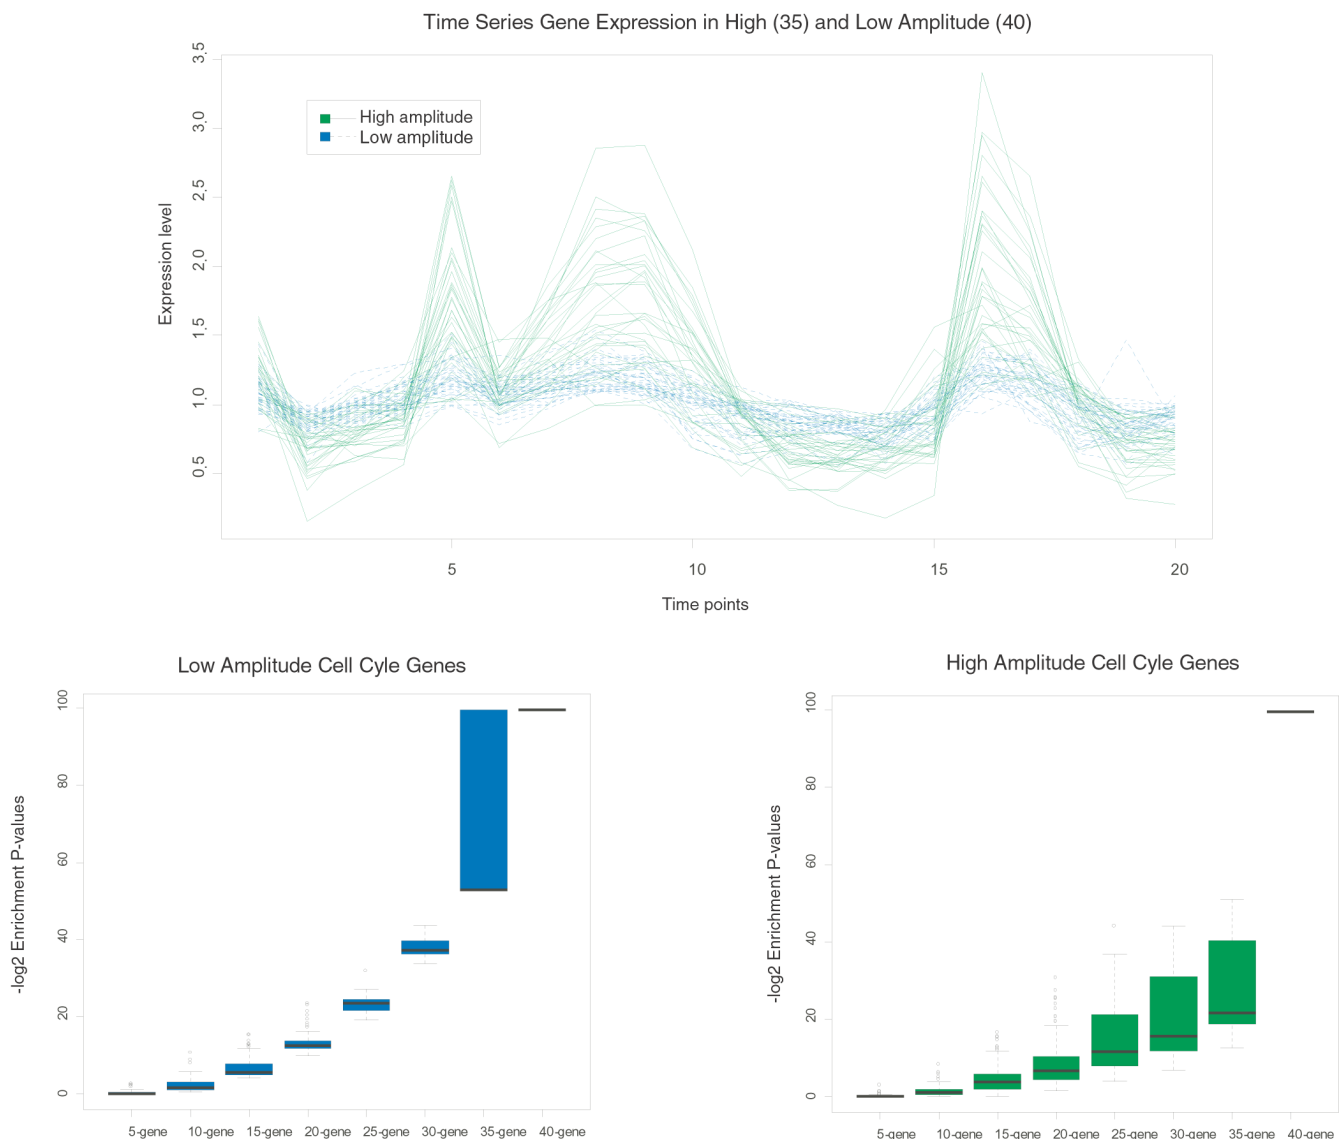 Time Series Gene Expression in High (35) and Low Amplitude (40)
3.5.
3.0.
2.5.
2.0.
1.5.
1.0.
0.5.
Expression level
High amplitude
Low amplitude
5 10 15 20
Time points
Low Amplitude Cell Cyle Genes
100
80
60
40
20
0
-log2 Enrichment P-values
5-gene 10-gene 15-gene 20-gene 25-gene 30-gene 35-gene 40-gene
High Amplitude Cell Cyle Genes
100
80
60
40
20
0
-log2 Enrichment P-values
5-gene 10-gene 15-gene 20-gene 25-gene 30-gene 35-gene 40-gene